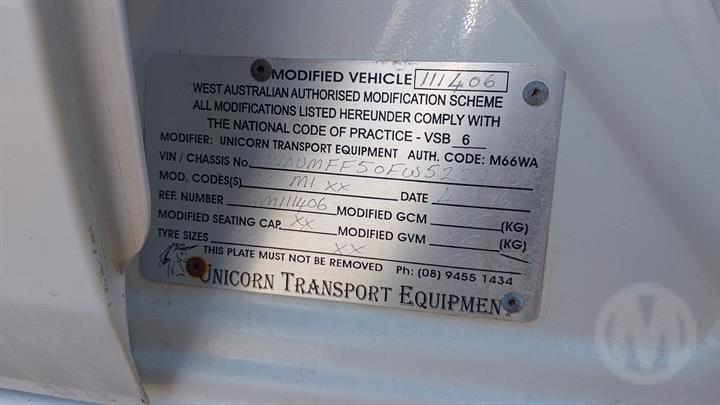 MODIFIED VEHICLE 111406
WEST AUSTRALIAN AUTHORISED MODIFICATION SCHEME
ALL MODIFICATIONS LISTED HEREUNDER COMPLY WITH
THE NATIONAL CODE OF PRACTICE - VSB 6
MODIFIER: UNICORN TRANSPORT EQUIPMENT AUTH. CODE: M66WA
VIN / CHASSIS No.
MOD. CODES(S) M1 XX DATE
REF. NUMBER MODIFIED GCM (KG)
MODIFIED SEATING CAP. XX MODIFIED GVM (KG)
TYRE SIZES XX
THIS PLATE MUST NOT BE REMOVED Ph: (08) 9455 1434
UNICORN TRANSPORT EQUIPMEN
M